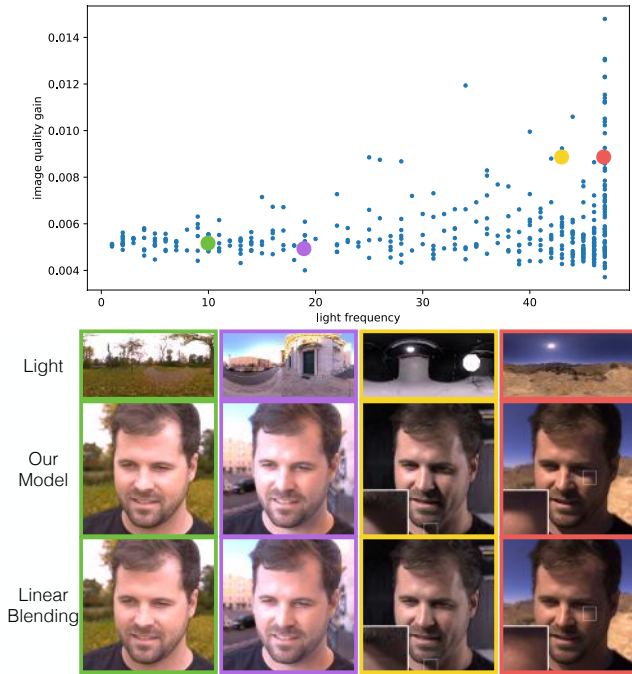 0.014
0.012
0.010
0.008
0.006
0.004
image quality gain
0 10 20 30 40
light frequency
Light
Our
Model
Linear
Blending